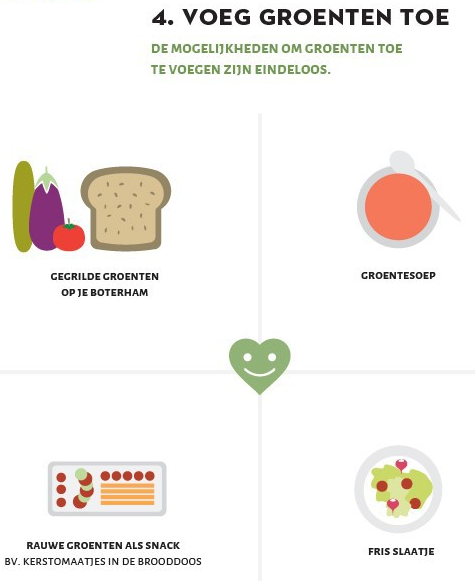 4. VOEG GROENTEN TOE
DE MOGELIJKHEDEN OM GROENTEN TOE
TE VOEGEN ZIJN EINDELOOS.
GEGRILDE GROENTEN
OP JE BOTERHAM
GROENTESOEP
RAUWE GROENTEN ALS SNACK
BV. KERSTOMAATJES IN DE BROODDOOS
FRIS SLAATJE